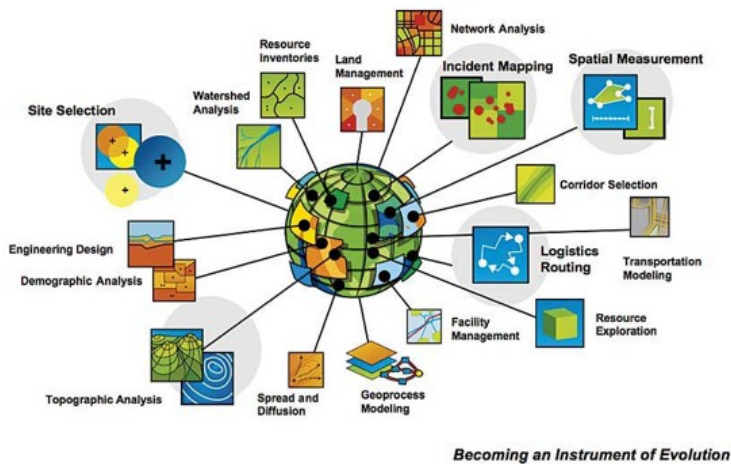 Network Analysis
Resource
Inventories
Land
Management
Incident Mapping
Spatial Measurement
Watershed
Analysis
Site Selection
Corridor Selection
Engineering Design
Demographic Analysis
Logistics
Routing
Transportation
Modeling
Facility
Management
Resource
Exploration
Topographic Analysis
Spread and
Diffusion
Geoprocess
Modeling
Becoming an Instrument of Evolution